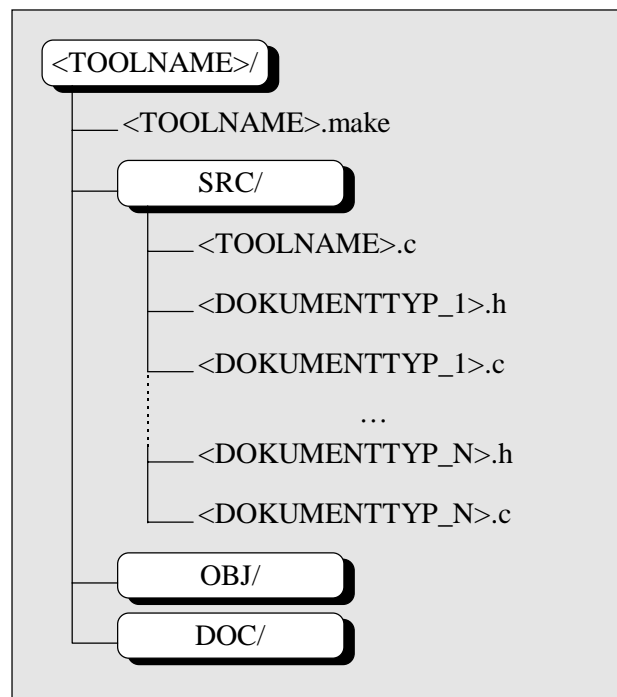 <TOOLNAME>/
<TOOLNAME>.make
SRC/
<TOOLNAME>.c
<DOKUMENTTYP_1>.h
<DOKUMENTTYP_1>.c
…
<DOKUMENTTYP_N>.h
<DOKUMENTTYP_N>.c
OBJ/
DOC/